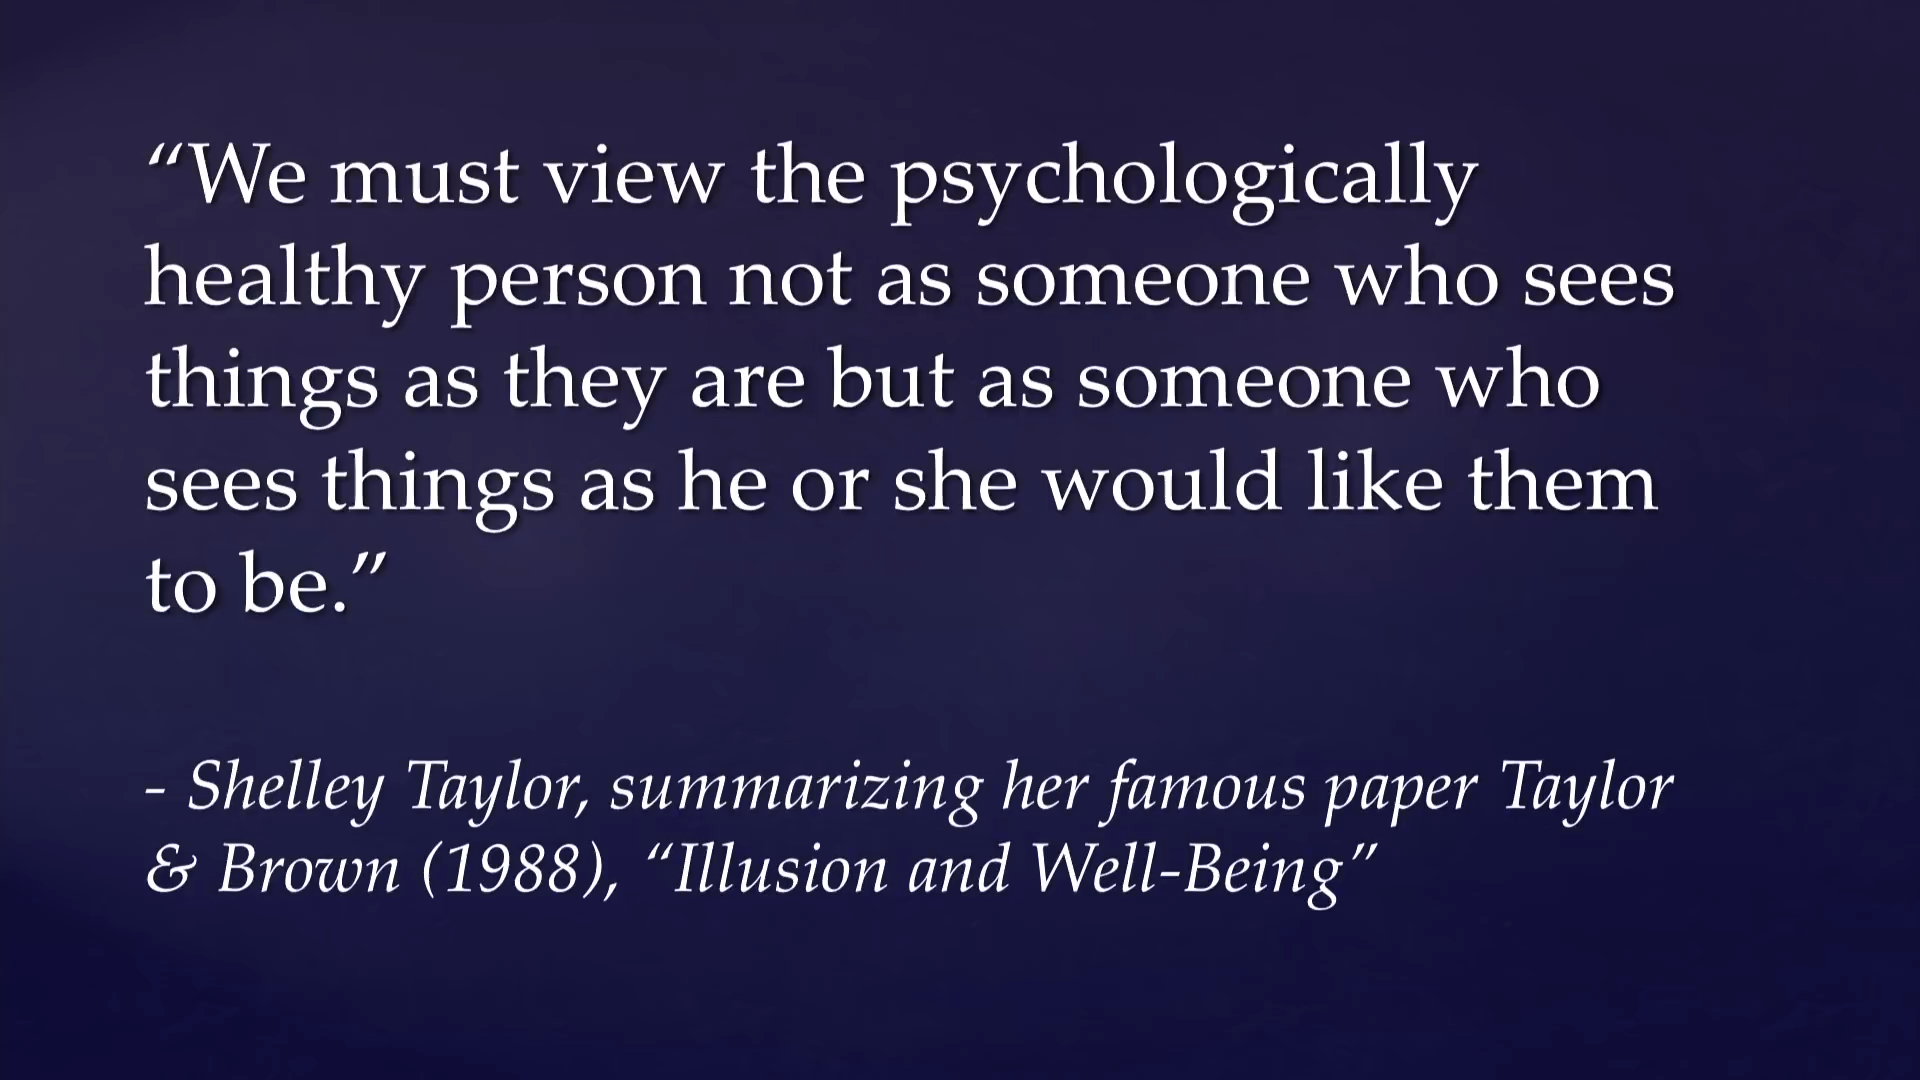 “We must view the psychologically
healthy person not as someone who sees
things as they are but as someone who
sees things as he or she would like them
to be.”
- Shelley Taylor, summarizing her famous paper Taylor
& Brown (1988), “Illusion and Well-Being”